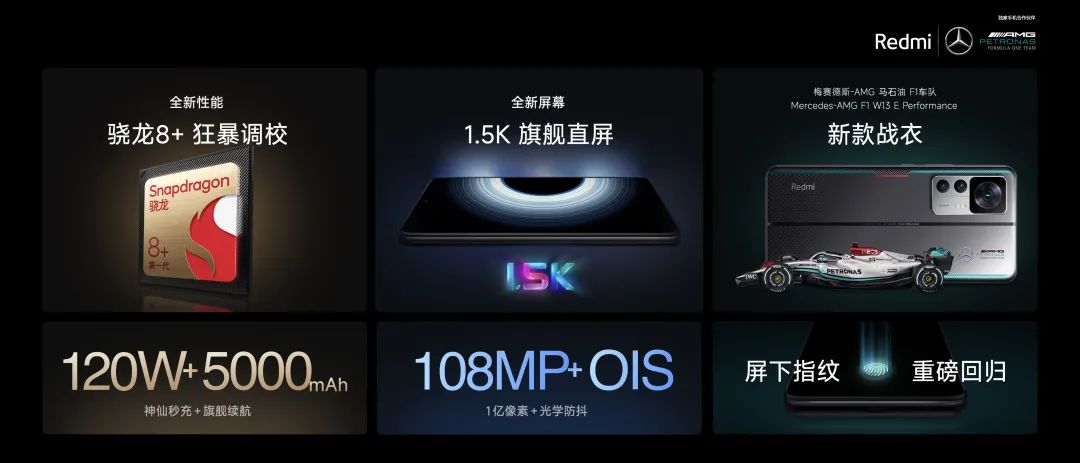 独家手机合作伙伴
Redmi
AMG
PETRONAS
FORMULA ONE TEAM
全新性能
骁龙8+ 狂暴调校
Snapdragon
骁龙
8+
第一代
全新屏幕
1.5K 旗舰直屏
1.5K
梅赛德斯-AMG 马石油 F1车队
Mercedes-AMG F1 W13 E Performance
新款战衣
Redmi
AMG
PETRONAS
PETRONAS
120W+5000mAh
神仙秒充+旗舰续航
108MP+OIS
1亿像素+光学防抖
屏下指纹 重磅回归